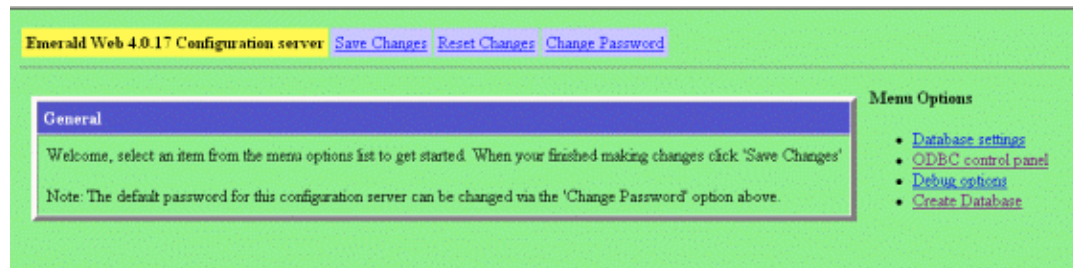 Emerald Web 4.0.17 Configuration server Save Changes Reset Changes Change Password
General
Welcome, select an item from the menu options list to get started. When your finished making changes click 'Save Changes'
Note: The default password for this configuration server can be changed via the 'Change Password' option above.
Menu Options
Database settings
ODBC control panel
Debug options
Create Database